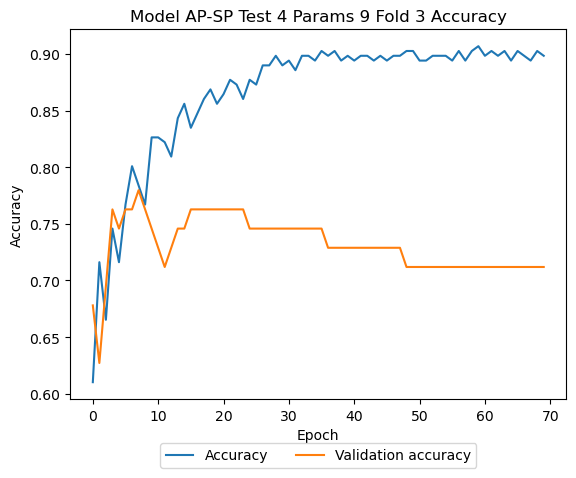 Model AP-SP Test 4 Params 9 Fold 3 Accuracy
0.90
0.85
0.80
0.75
0.70
0.65
0.60
Accuracy
0 10 20 30 40 50 60 70
Epoch
Accuracy Validation accuracy